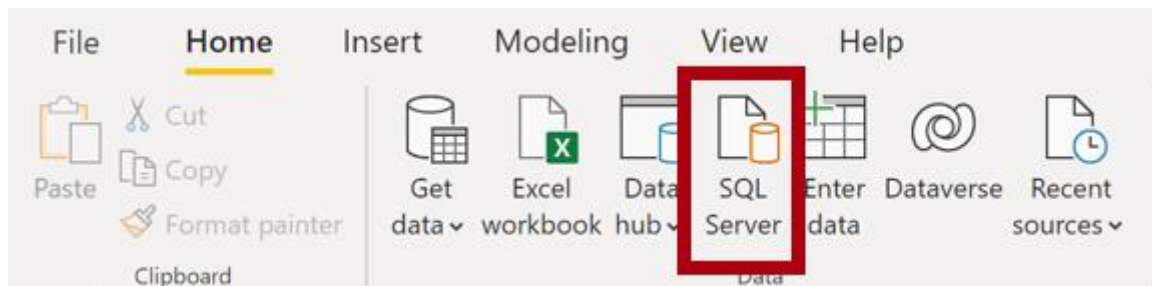 File Home Insert Modeling View Help
Cut
Copy
Paste
Format painter
Clipboard
Get data
Excel workbook
X
Data hub
SQL Server
Enter data
Dataverse
Recent sources
Data